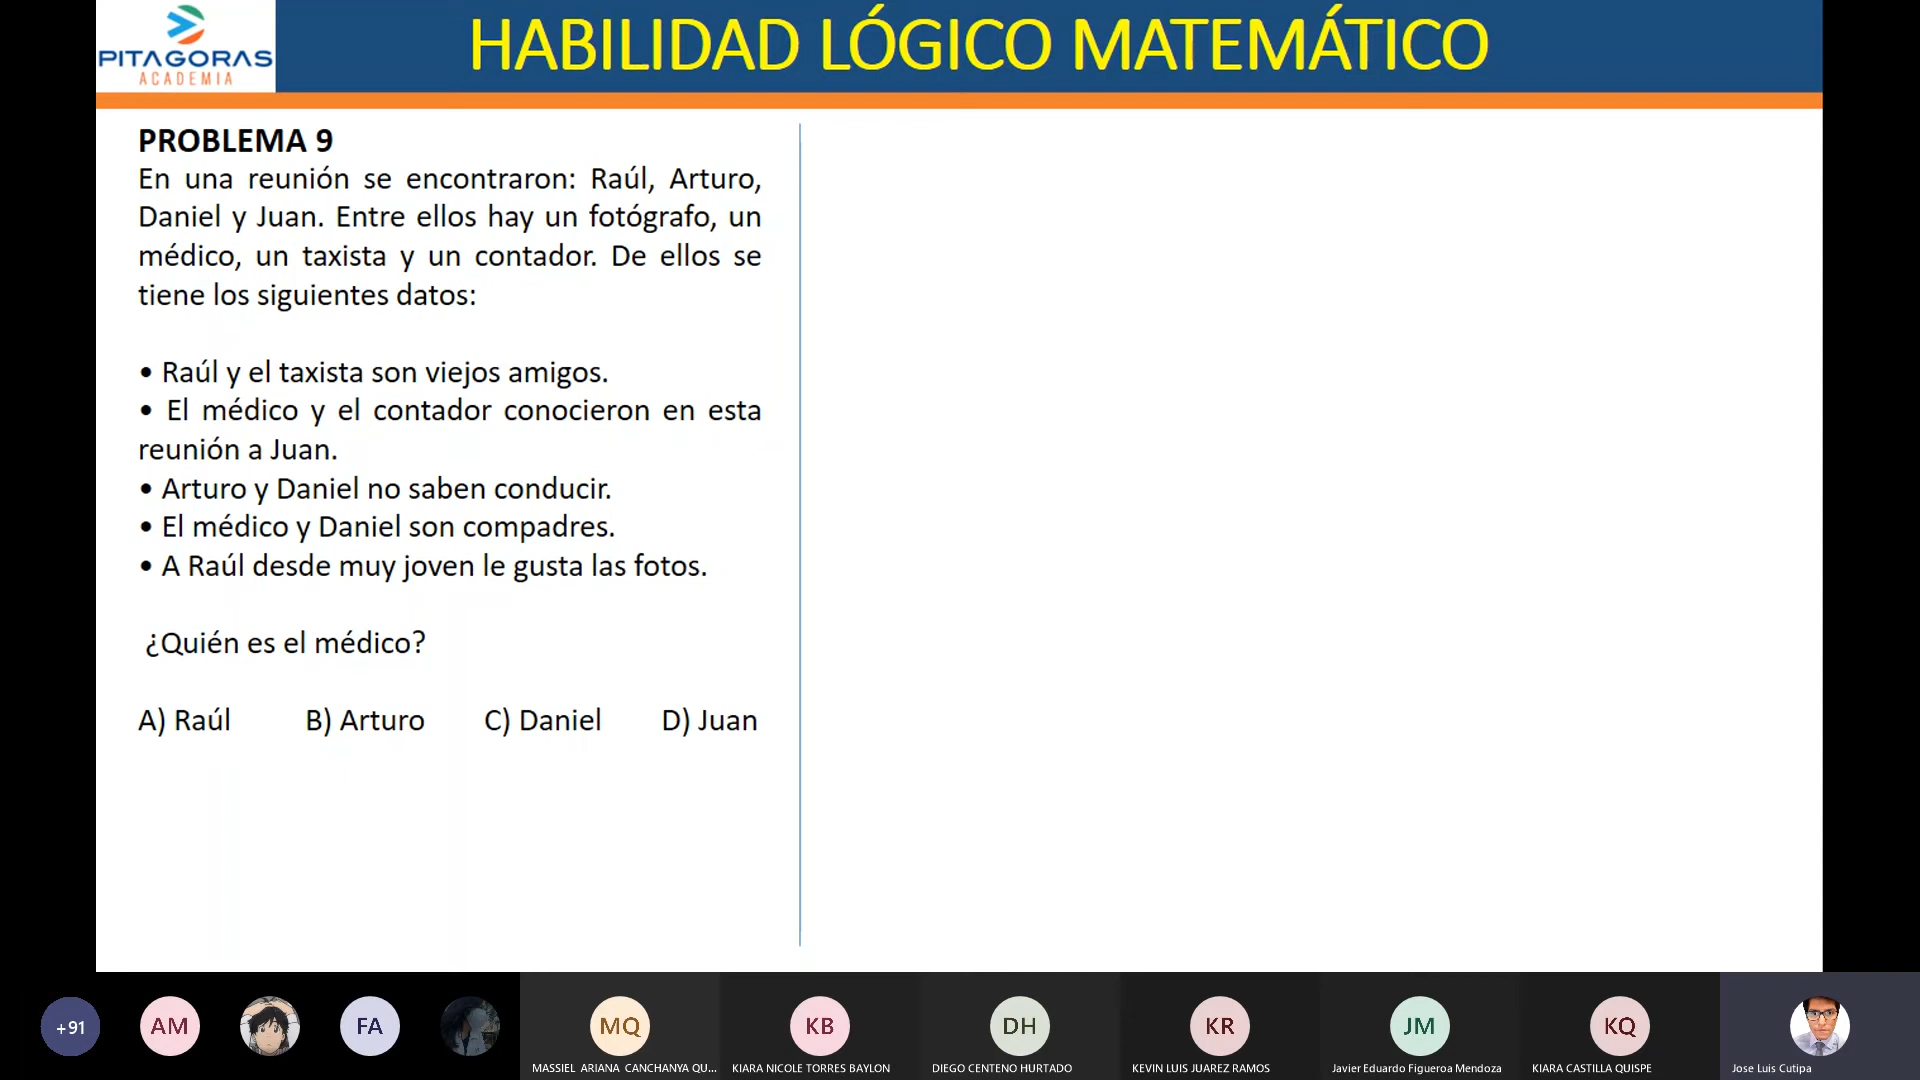 PITAGORAS
ACADEMIA
HABILIDAD LÓGICO MATEMÁTICO
PROBLEMA 9
En una reunión se encontraron: Raúl, Arturo,
Daniel y Juan. Entre ellos hay un fotógrafo, un
médico, un taxista y un contador. De ellos se
tiene los siguientes datos:
• Raúl y el taxista son viejos amigos.
• El médico y el contador conocieron en esta
reunión a Juan.
• Arturo y Daniel no saben conducir.
• El médico y Daniel son compadres.
• A Raúl desde muy joven le gusta las fotos.
¿Quién es el médico?
A) Raúl B) Arturo C) Daniel D) Juan
+91 AM FA MQ KB DH KR JM KQ
MASSIEL ARIANA CANCHANYA QU... KIARA NICOLE TORRES BAYLON DIEGO CENTENO HURTADO KEVIN LUIS JUAREZ RAMOS Javier Eduardo Figueroa Mendoza KIARA CASTILLA QUISPE Jose Luis Cutipa